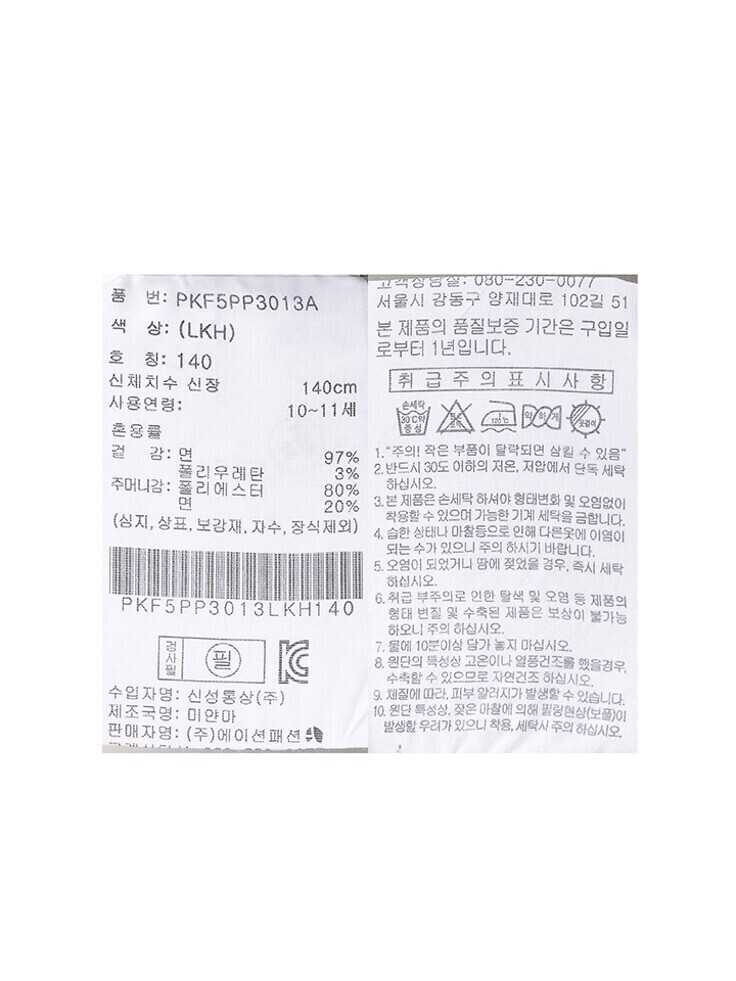 품 번: PKF5PP3013A
색 상: (LKH)
호 칭: 140
신체치수 신장 140cm
사용연령: 10~11세
혼용률
겉 감: 면 97%
폴리우레탄 3%
주머니감: 폴리에스터 80%
면 20%
(심지, 상표, 보강재, 자수, 장식제외)
PKF5PP3013LKH140
검사필
필
수입자명: 신성통상(주)
제조국명: 미얀마
판매자명: (주)에이션패션
고객상담실: 080-230-0077
서울시 강동구 양재대로 102길 51
본 제품의 품질보증 기간은 구입일
로부터 1년입니다.
취급주의표시사항
손세탁
30℃약
중성
120℃
약하게
옷걸이
1. "주의! 작은 부품이 탈락되면 삼킬 수 있음"
2. 반드시 30도 이하의 저온, 저압에서 단독 세탁
하십시오.
3. 본 제품은 손세탁 하셔야 형태변화 및 오염없이
착용할 수 있으며 가능한 기계 세탁을 금합니다.
4. 습한 상태나 마찰등으로 인해 다른옷에 이염이
되는 수가 있으니 주의 하시기 바랍니다.
5. 오염이 되었거나 땀에 젖었을 경우, 즉시 세탁
하십시오.
6. 취급 부주의로 인한 탈색 및 오염 등 제품의
형태 변질 및 수축된 제품은 보상이 불가능
하오니 주의 하십시오.
7. 물에 10분이상 담가 놓지 마십시오.
8. 원단의 특성상 고온이나 열풍건조를 했을경우,
수축할 수 있으므로 자연건조 하십시오.
9. 체질에 따라, 피부 알러지가 발생할 수 있습니다.
10. 원단 특성상, 잦은 마찰에 의해 필링현상(보풀)이
발생할 우려가 있으니 착용, 세탁시 주의 하십시오.